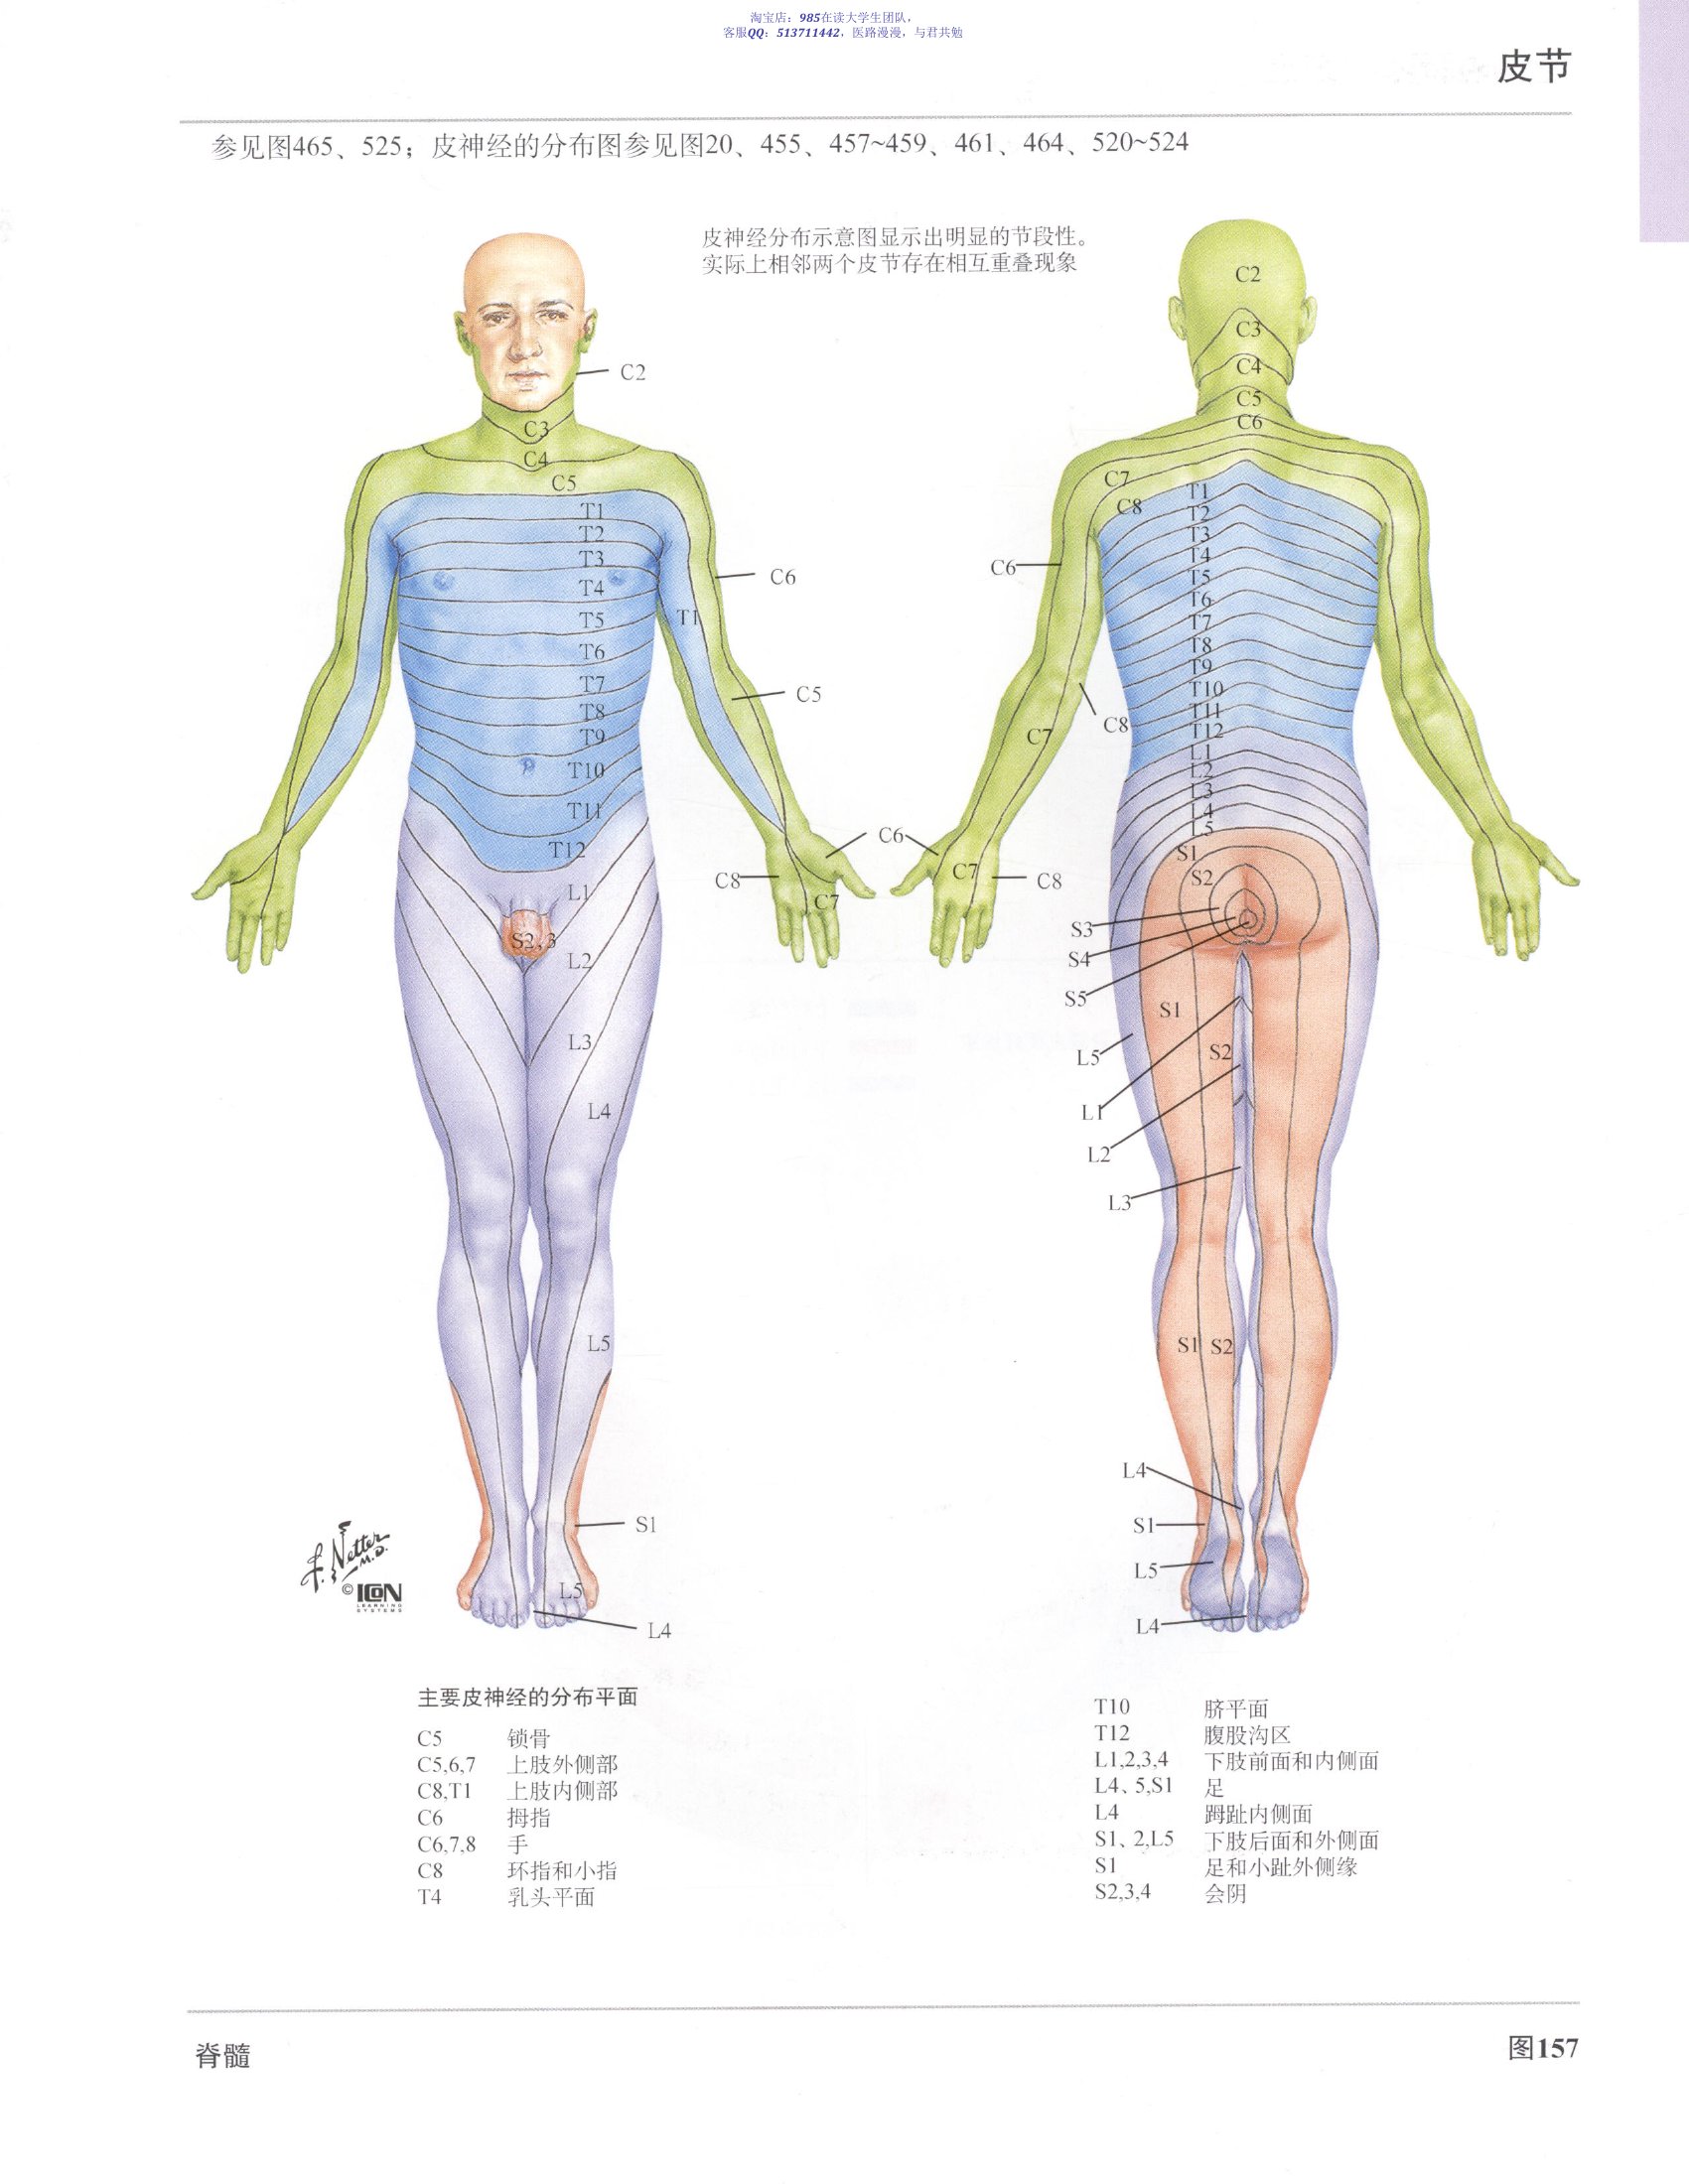 淘宝店：985在读大学生团队，
客服QQ：513711442，医路漫漫，与君共勉
皮节
参见图465、525；皮神经的分布图参见图20、455、457~459、461、464、520~524
皮神经分布示意图显示出明显的节段性。
实际上相邻两个皮节存在相互重叠现象
C2
C3
C4
C5
T1
T2
T3
T4
T5
T6
T7
T8
T9
T10
T11
T12
L1
S2, 3
L2
L3
L4
L5
L5
T1
C6
C5
C6
C8
C7
S1
L4
C2
C3
C4
C5
C6
C7
C8
T1
T2
T3
T4
T5
T6
T7
T8
T9
T10
T11
T12
L1
L2
L3
L4
L5
S1
S2
C6
C8
C7
C7
C8
S3
S4
S5
S1
S2
L5
L1
L2
L3
S1
S2
L4
S1
L5
L4
F. Netter
M.D.
© ICON
LEARNING
SYSTEMS
主要皮神经的分布平面
C5 锁骨
C5,6,7 上肢外侧部
C8,T1 上肢内侧部
C6 拇指
C6,7,8 手
C8 环指和小指
T4 乳头平面
T10 脐平面
T12 腹股沟区
L1,2,3,4 下肢前面和内侧面
L4、5,S1 足
L4 踇趾内侧面
S1、2,L5 下肢后面和外侧面
S1 足和小趾外侧缘
S2,3,4 会阴
脊髓
图157